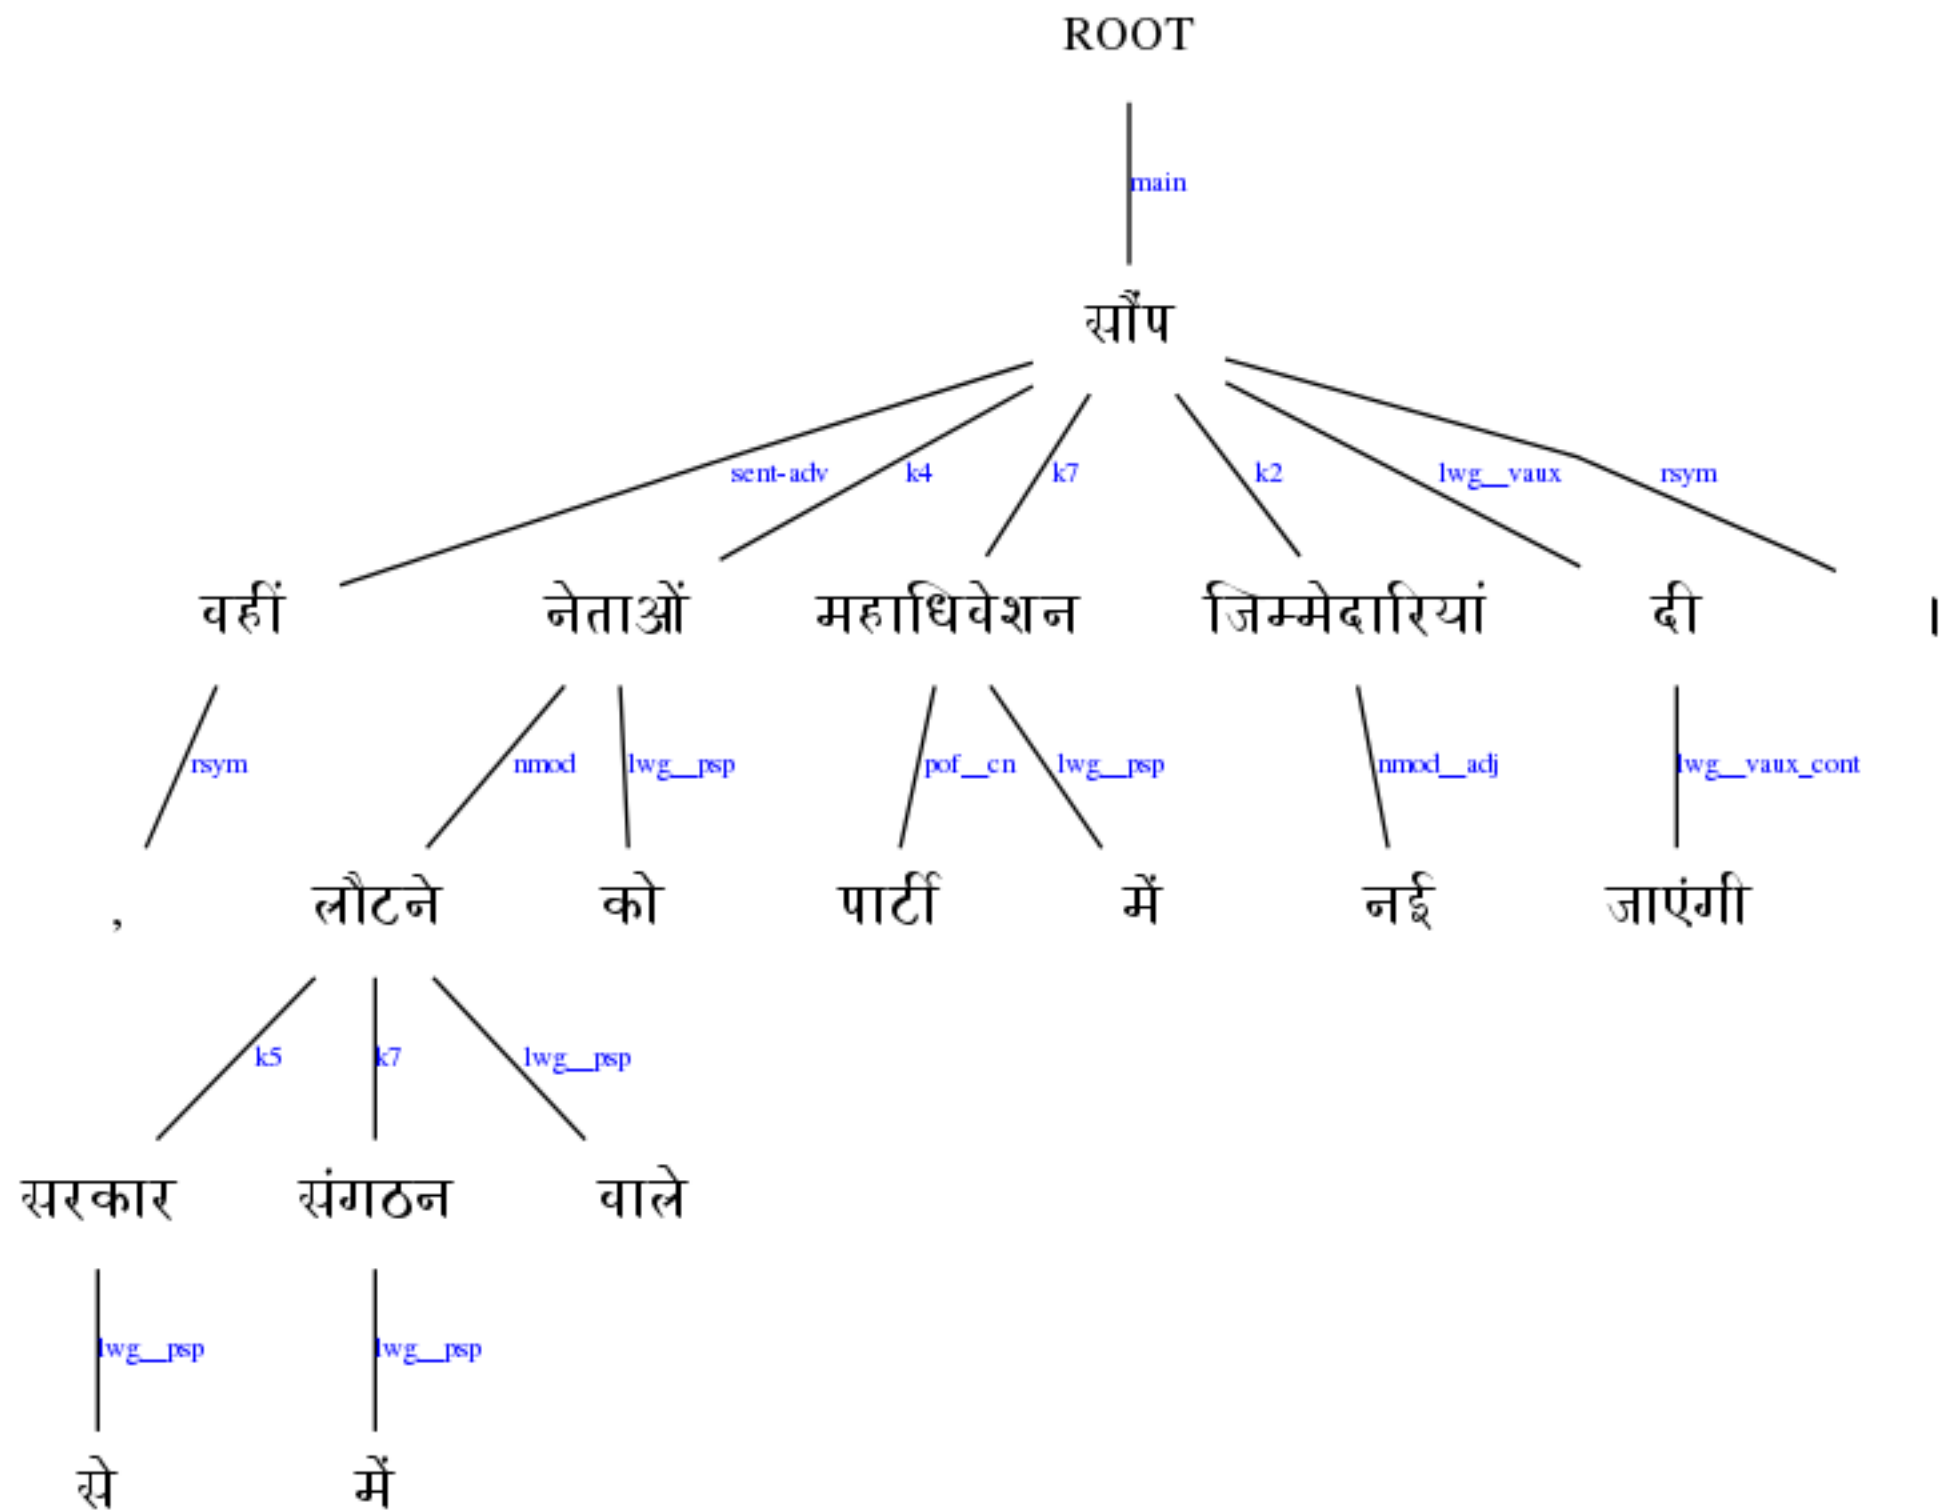 ROOT
main
सौंप
sent-adv k4 k7 k2 lwg__vaux rsym
वहीं नेताओं महाधिवेशन जिम्मेदारियां दी ।
rsym nmod lwg__psp pof__cn lwg__psp nmod__adj lwg__vaux_cont
, लौटने को पार्टी में नई जाएंगी
k5 k7 lwg__psp
सरकार संगठन वाले
lwg__psp lwg__psp
से में